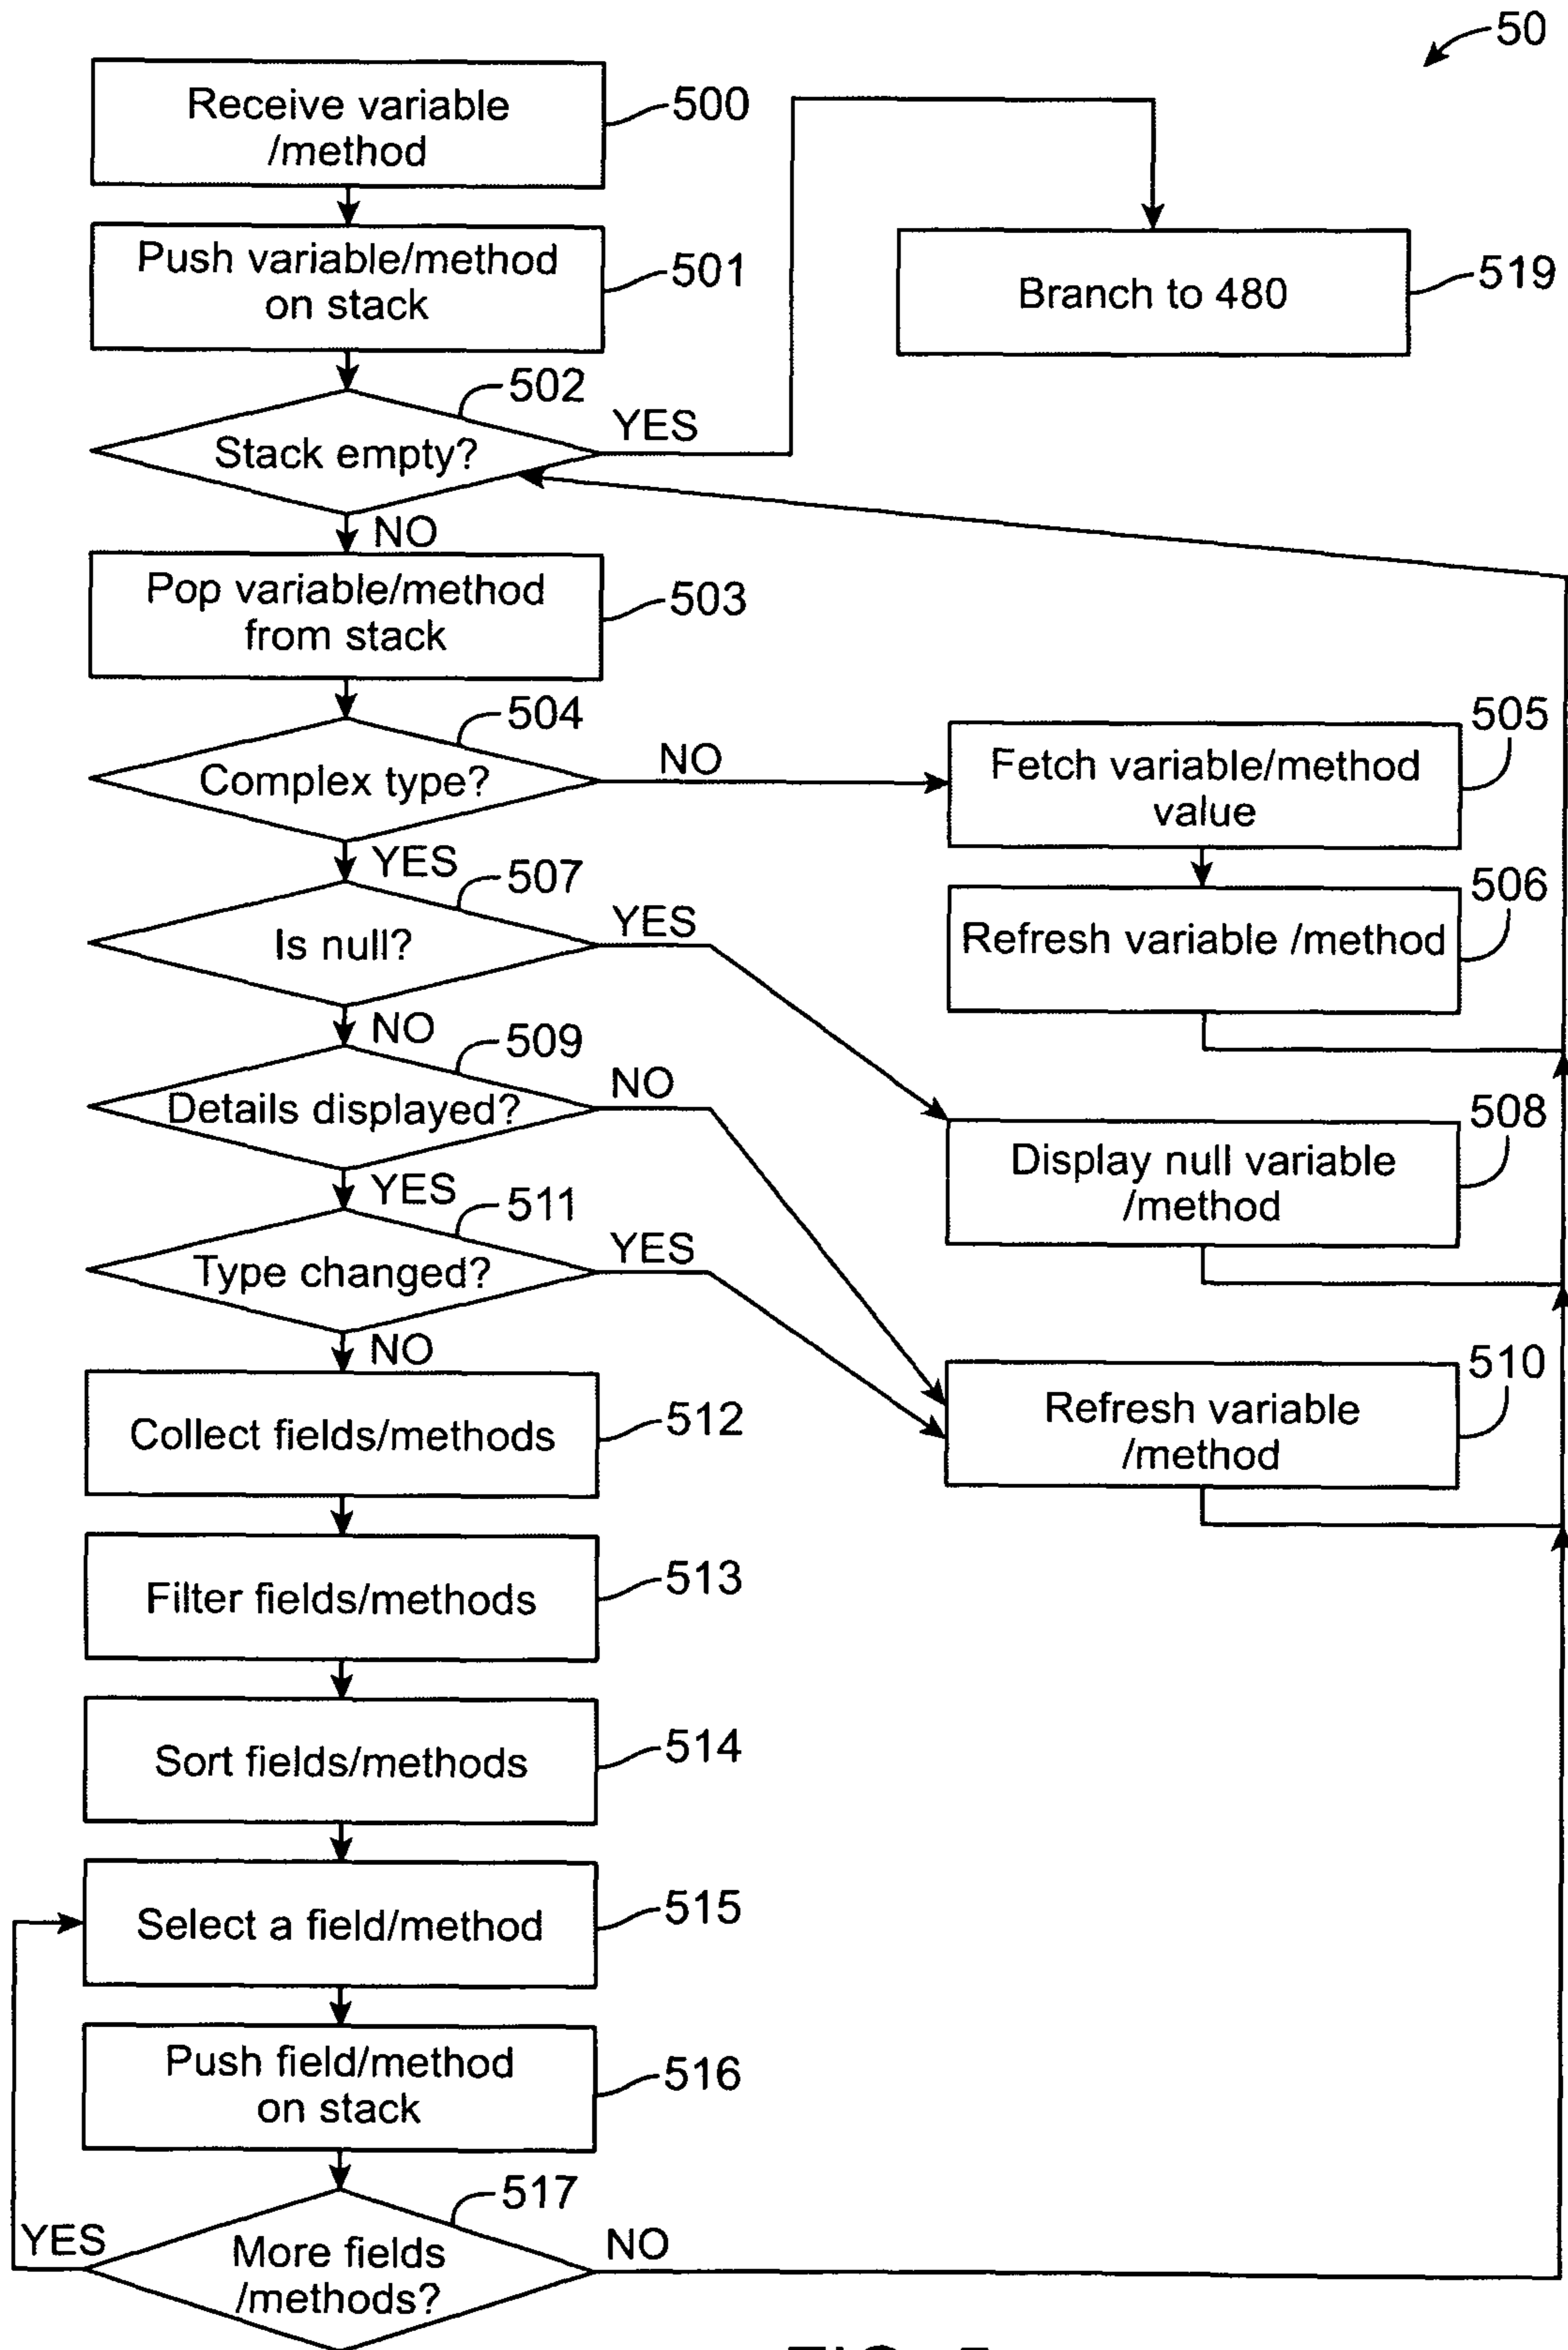 50
Receive variable
/method
500
Push variable/method
on stack
501
Branch to 480
519
502
Stack empty?
YES
NO
Pop variable/method
from stack
503
504
Complex type?
NO
YES
Fetch variable/method
value
505
Refresh variable /method
506
507
Is null?
YES
NO
Display null variable
/method
508
509
Details displayed?
NO
YES
Refresh variable
/method
510
511
Type changed?
YES
NO
Collect fields/methods
512
Filter fields/methods
513
Sort fields/methods
514
Select a field/method
515
Push field/method
on stack
516
517
More fields
/methods?
YES
NO